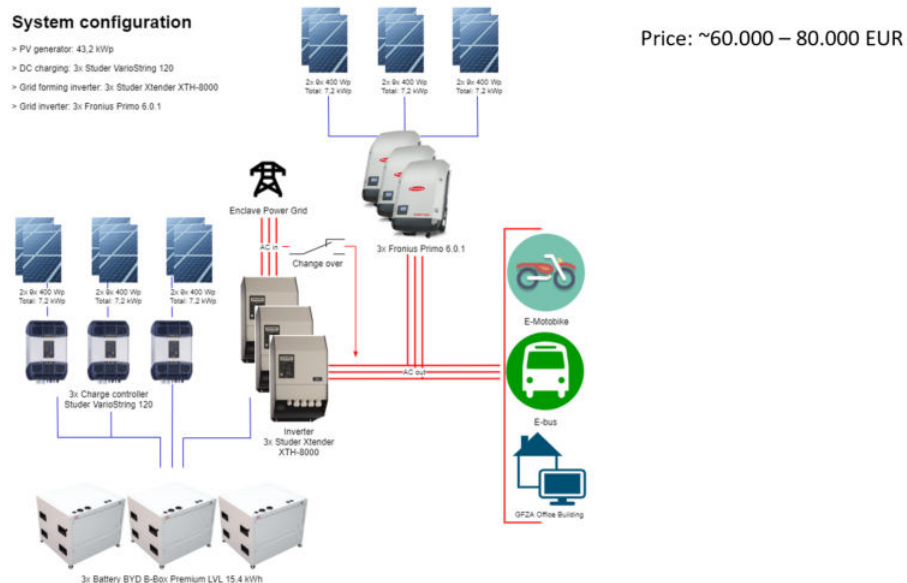 System configuration
> PV generator: 43,2 kWp
> DC charging: 3x Studer VarioString 120
> Grid forming inverter: 3x Studer Xtender XTH-8000
> Grid inverter: 3x Fronius Primo 6.0.1
Price: ~60.000 – 80.000 EUR
2x 9x 400 Wp
Total: 7,2 kWp
2x 9x 400 Wp
Total: 7,2 kWp
2x 9x 400 Wp
Total: 7,2 kWp
Enclave Power Grid
3x Fronius Primo 6.0.1
AC in
Change over
2x 9x 400 Wp
Total: 7,2 kWp
2x 9x 400 Wp
Total: 7,2 kWp
2x 9x 400 Wp
Total: 7,2 kWp
E-Motobike
AC out
3x Charge controller
Studer VarioString 120
E-bus
Inverter
3x Studer Xtender
XTH-8000
GFZA Office Building
3x Battery BYD B-Box Premium LVL 15.4 kWh